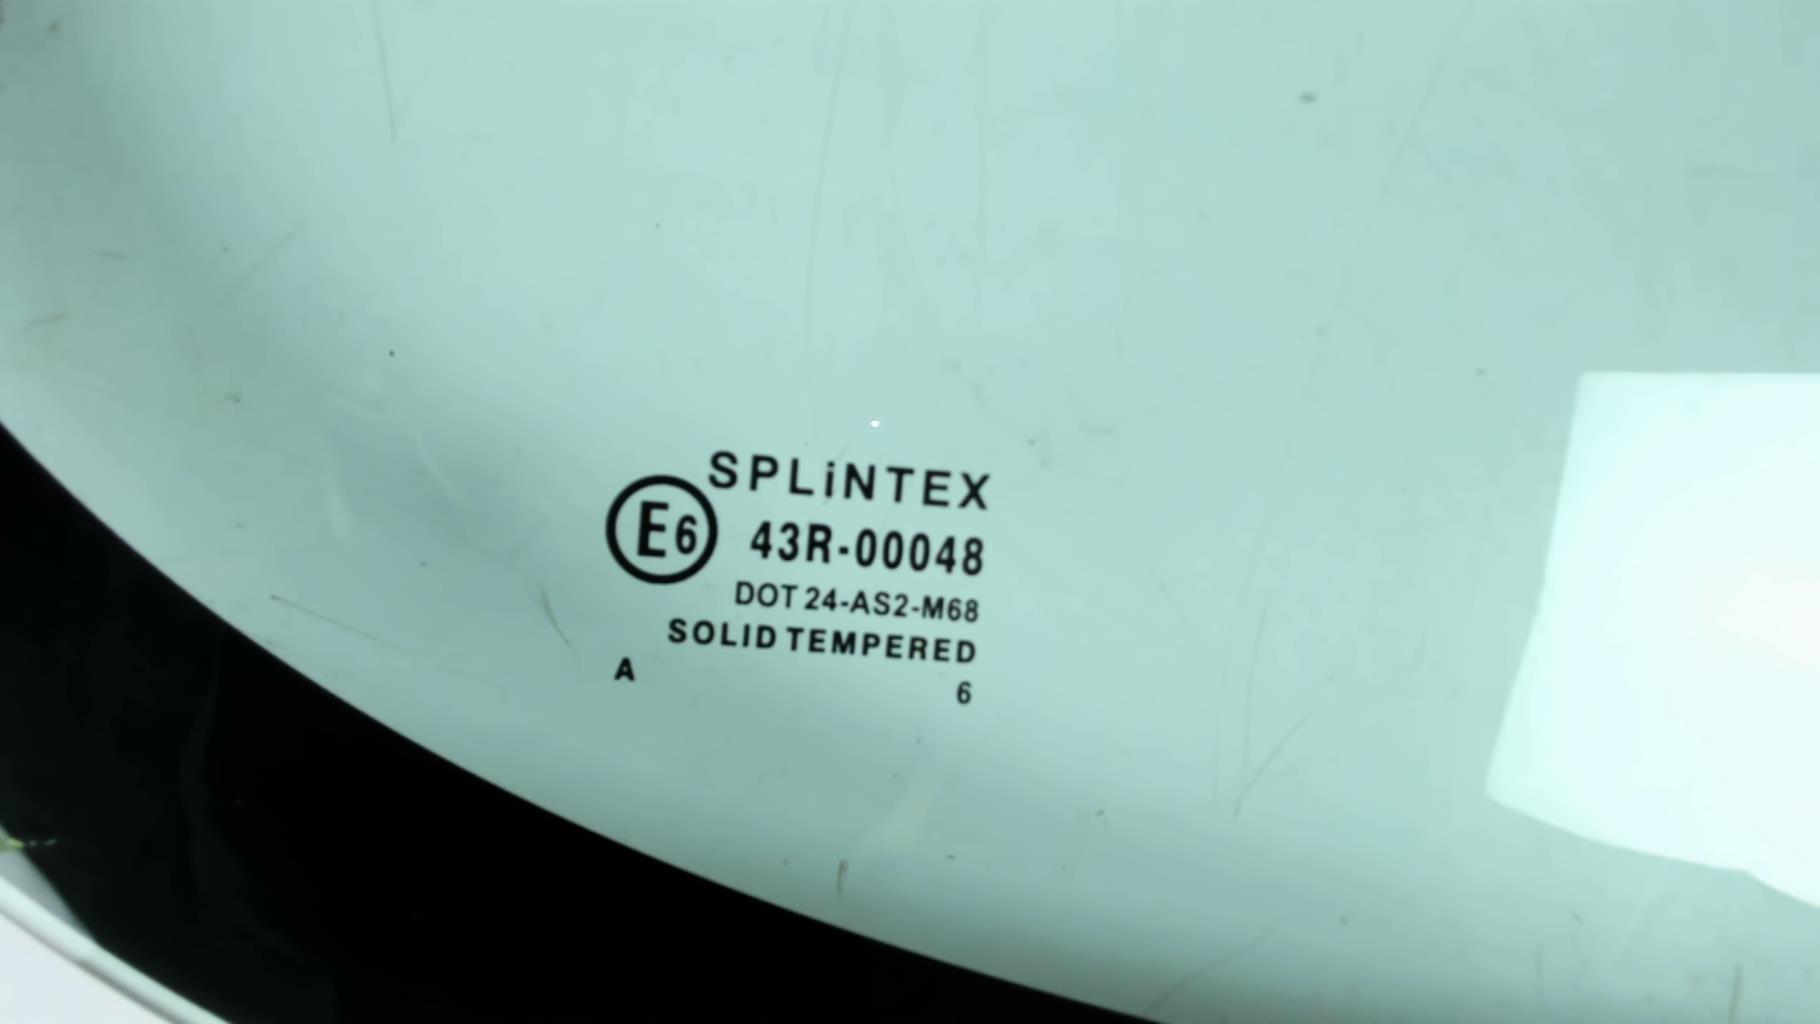 SPLiNTEX
E6 43R-00048
DOT 24-AS2-M68
SOLID TEMPERED
A 6